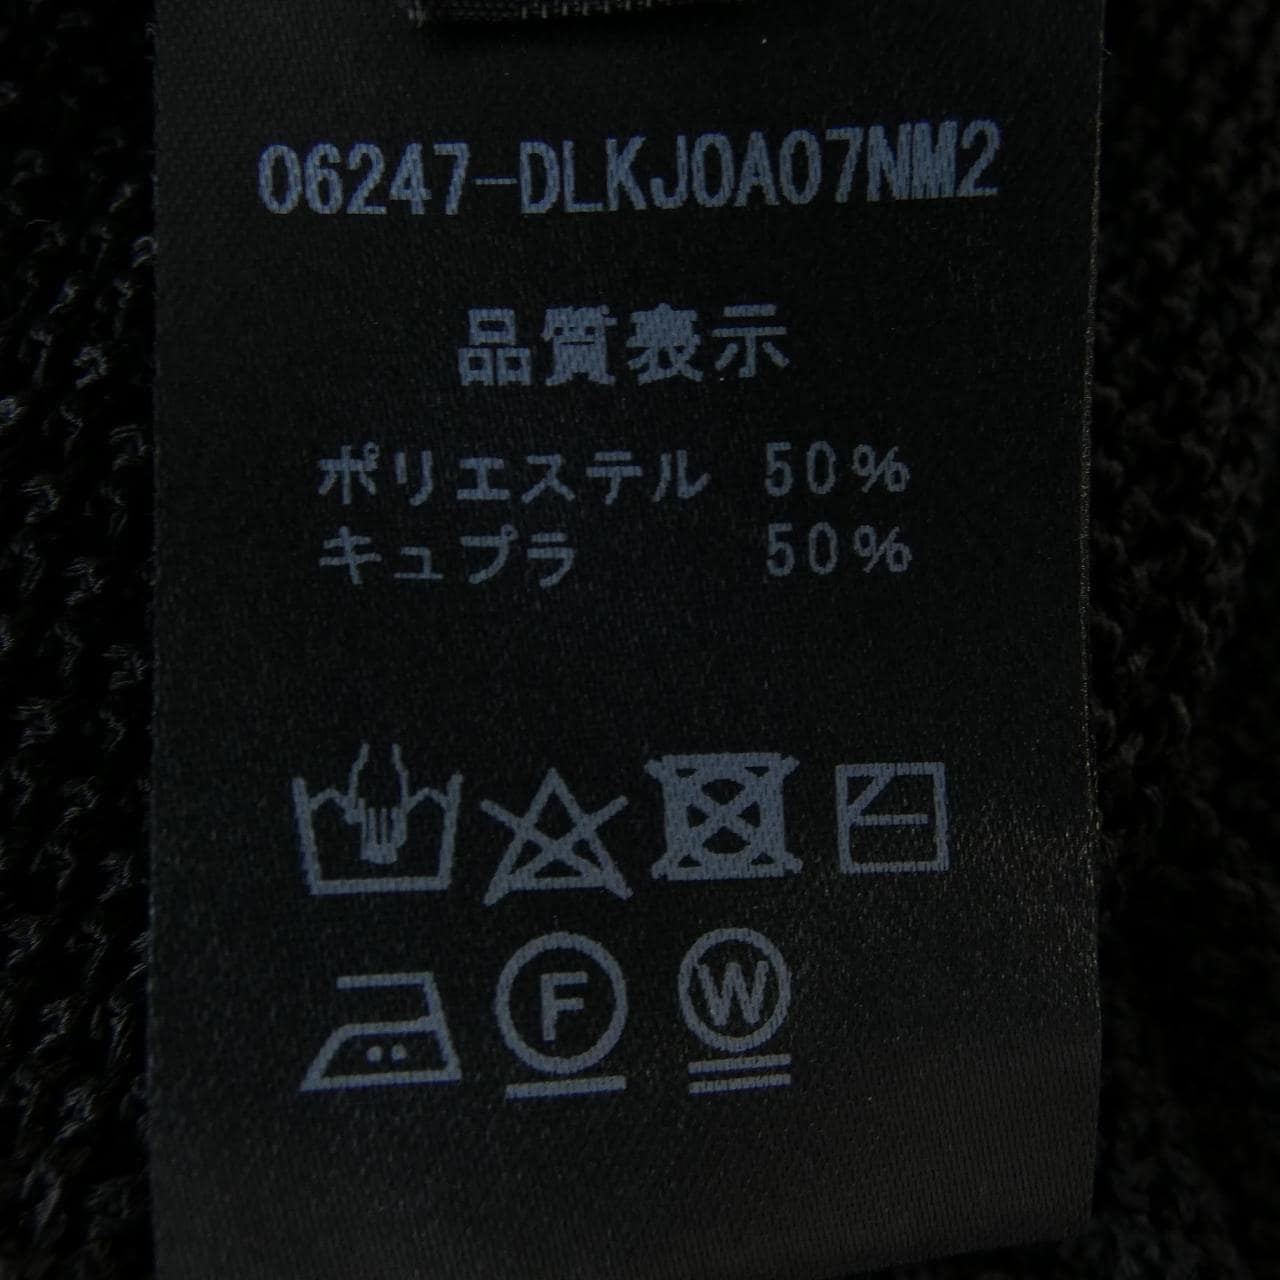 06247-DLKJ0A07NM2
品質表示
ポリエステル 50%
キュプラ 50%
F W